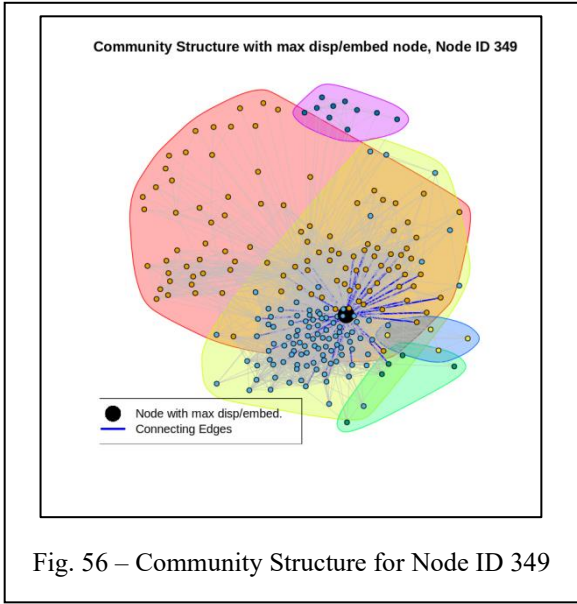 Community Structure with max disp/embed node, Node ID 349
Node with max disp/embed.
Connecting Edges
Fig. 56 – Community Structure for Node ID 349